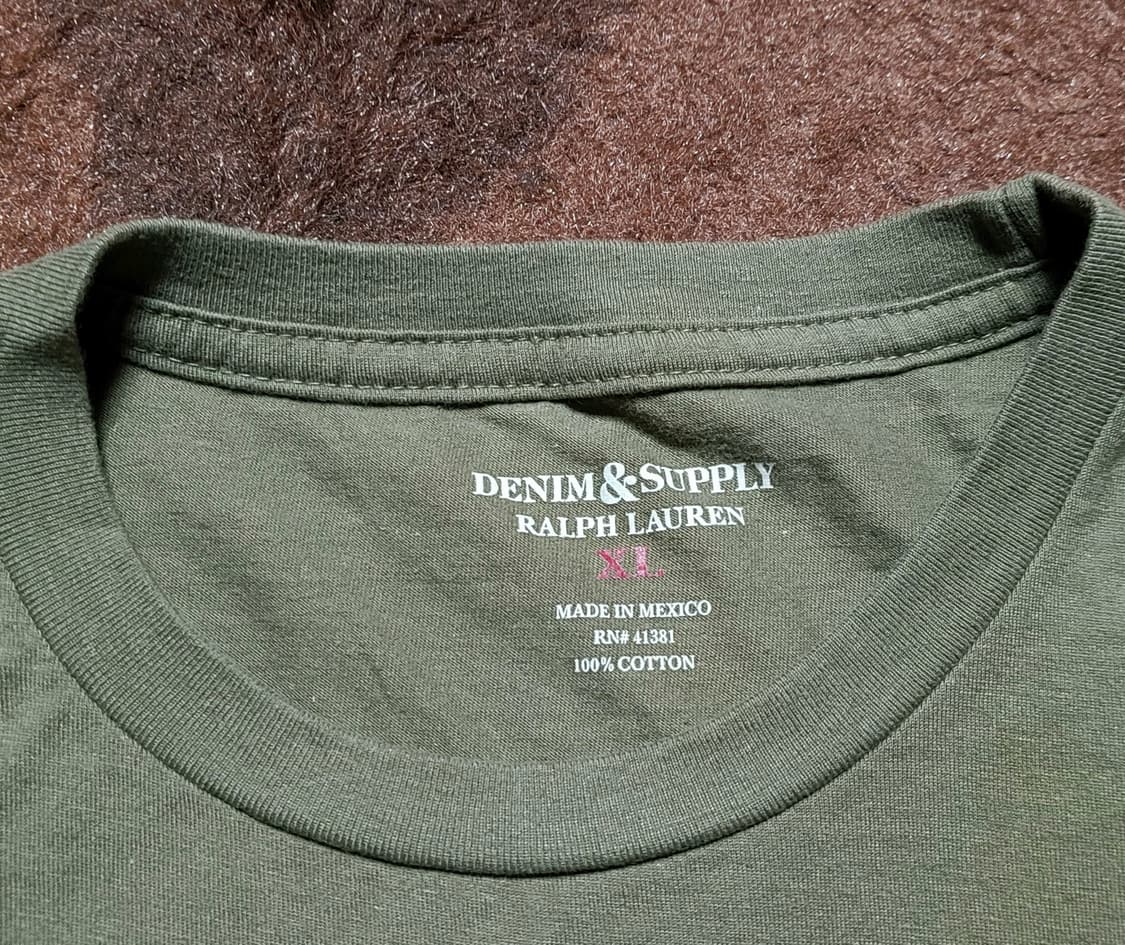 DENIM & SUPPLY
RALPH LAUREN
XL
MADE IN MEXICO
RN# 41381
100% COTTON